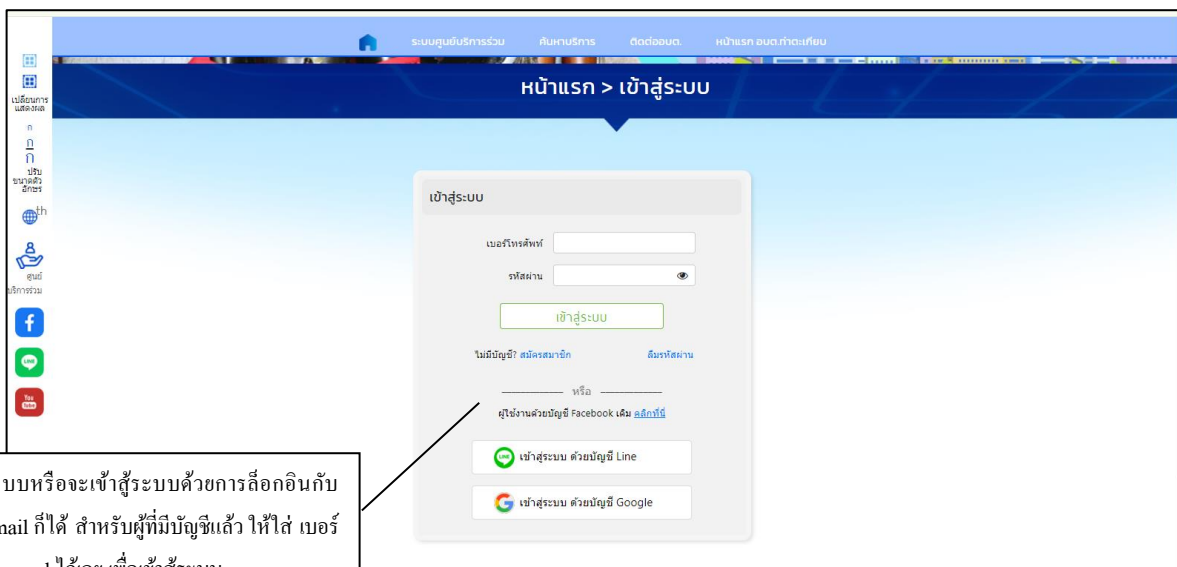 ระบบศูนย์บริการร่วม ค้นหาบริการ ติดต่ออบต. หน้าแรก อบต.ท่าตะเกียบ
หน้าแรก > เข้าสู่ระบบ
เปลี่ยนการ
แสดงผล
ก
ก
ก
ปรับ
ขนาดตัว
อักษร
th
ศูนย์
บริการร่วม
LINE
You
Tube
เข้าสู่ระบบ
เบอร์โทรศัพท์
รหัสผ่าน
เข้าสู่ระบบ
ไม่มีบัญชี? สมัครสมาชิก ลืมรหัสผ่าน
หรือ
ผู้ใช้งานด้วยบัญชี Facebook เดิม คลิกที่นี่
LINE เข้าสู่ระบบ ด้วยบัญชี Line
เข้าสู่ระบบ ด้วยบัญชี Google
บบหรือจะเข้าสู้ระบบด้วยการล็อกอินกับ
mail ก็ได้ สำหรับผู้ที่มีบัญชีแล้ว ให้ใส่ เบอร์